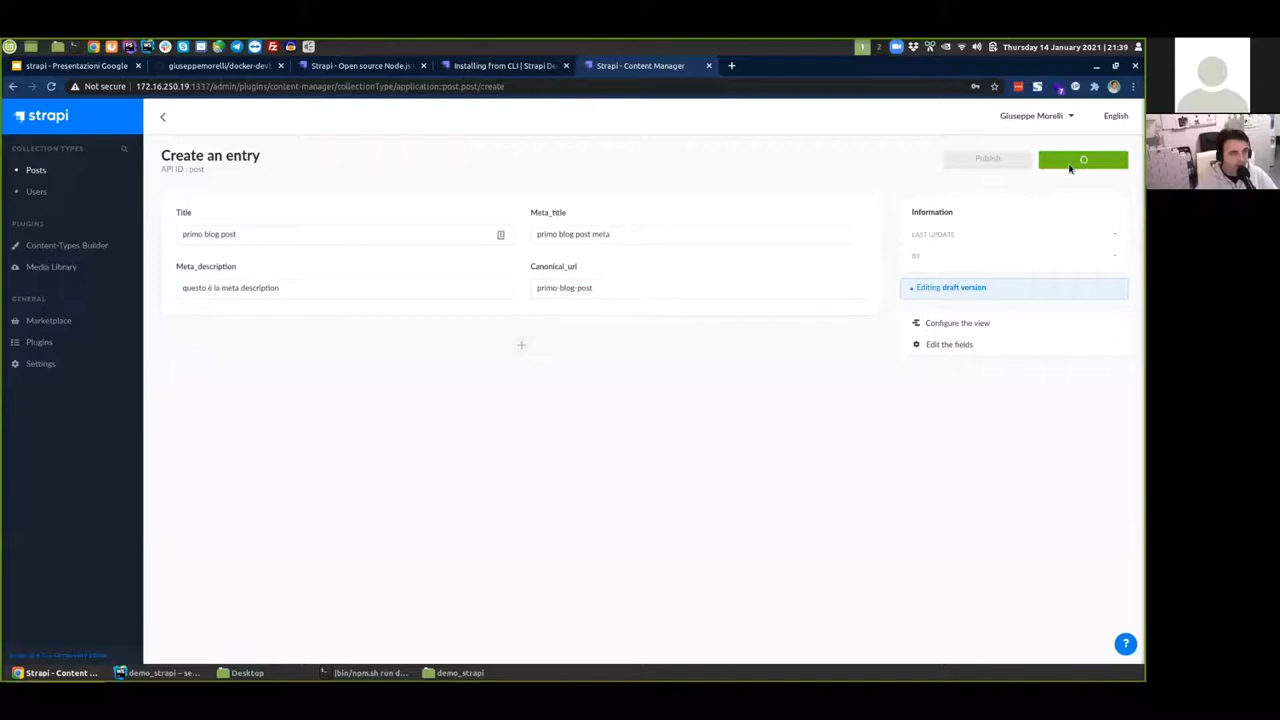 Thursday 14 January 2021 | 21:39
strapi - Presentazioni Google
giuseppemorelli/docker-dev
Strapi - Open source Node.js
Installing from CLI | Strapi De
Strapi - Content Manager
Not secure
172.16.250.19:1337/admin/plugins/content-manager/collectionType/application::post.post/create
strapi
Giuseppe Morelli
English
COLLECTION TYPES
Posts
Users
PLUGINS
Content-Types Builder
Media Library
GENERAL
Marketplace
Plugins
Settings
Create an entry
API ID : post
Publish
Title
primo blog post
Meta_title
primo blog post meta
Meta_description
questo è la meta description
Canonical_url
primo-blog-post
Information
LAST UPDATE
-
BY
-
Editing draft version
Configure the view
Edit the fields
?
Strapi - Content ...
demo_strapi – se...
Desktop
[bin/npm.sh run d...
demo_strapi